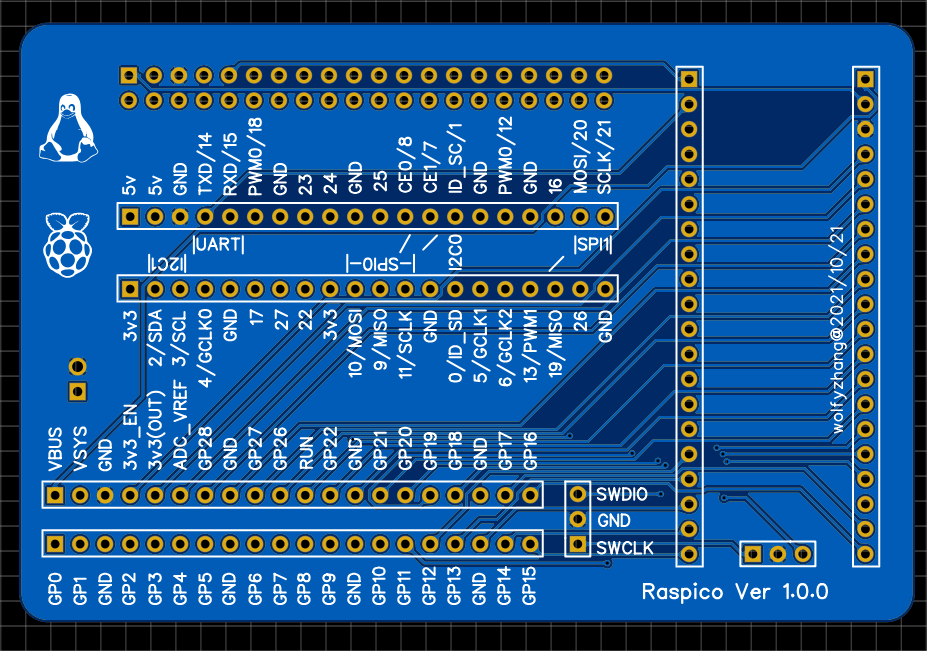 5v 5v GND TXD/14 RXD/15 PWM0/18 GND 23 24 GND 25 CE0/8 CE1/7 ID_SC/1 GND PWM0/12 GND 16 MOSI/20 SCLK/21
|UART| I2C0 |SPI1|
|I2C1| |-SPI0-|
3v3 2/SDA 3/SCL 4/GCLK0 GND 17 27 22 3v3 10/MOSI 9/MISO 11/SCLK GND 0/ID_SD 5/GCLK1 6/GCLK2 13/PWM1 19/MISO 26 GND
wolfyzhang@2021/10/21
VBUS VSYS GND 3v3_EN 3v3(OUT) ADC_VREF GP28 GND GP27 GP26 RUN GP22 GND GP21 GP20 GP19 GP18 GND GP17 GP16
SWDIO
GND
SWCLK
GP0 GP1 GND GP2 GP3 GP4 GP5 GND GP6 GP7 GP8 GP9 GND GP10 GP11 GP12 GP13 GND GP14 GP15
Raspico Ver 1.0.0